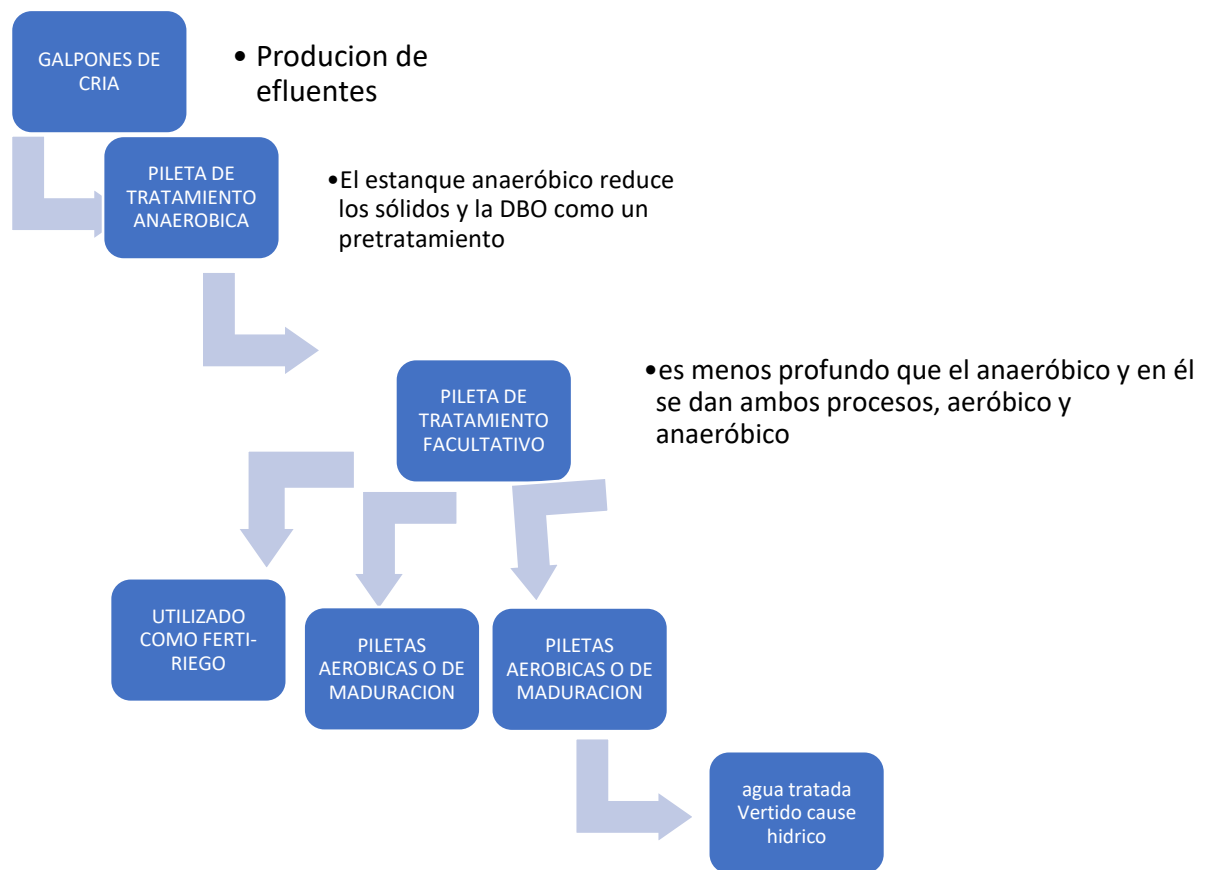 GALPONES DE
CRIA
• Producion de
efluentes
PILETA DE
TRATAMIENTO
ANAEROBICA
•El estanque anaeróbico reduce
los sólidos y la DBO como un
pretratamiento
PILETA DE
TRATAMIENTO
FACULTATIVO
•es menos profundo que el anaeróbico y en él
se dan ambos procesos, aeróbico y
anaeróbico
UTILIZADO
COMO FERTI-
RIEGO
PILETAS
AEROBICAS O DE
MADURACION
PILETAS
AEROBICAS O DE
MADURACION
agua tratada
Vertido cause
hidrico